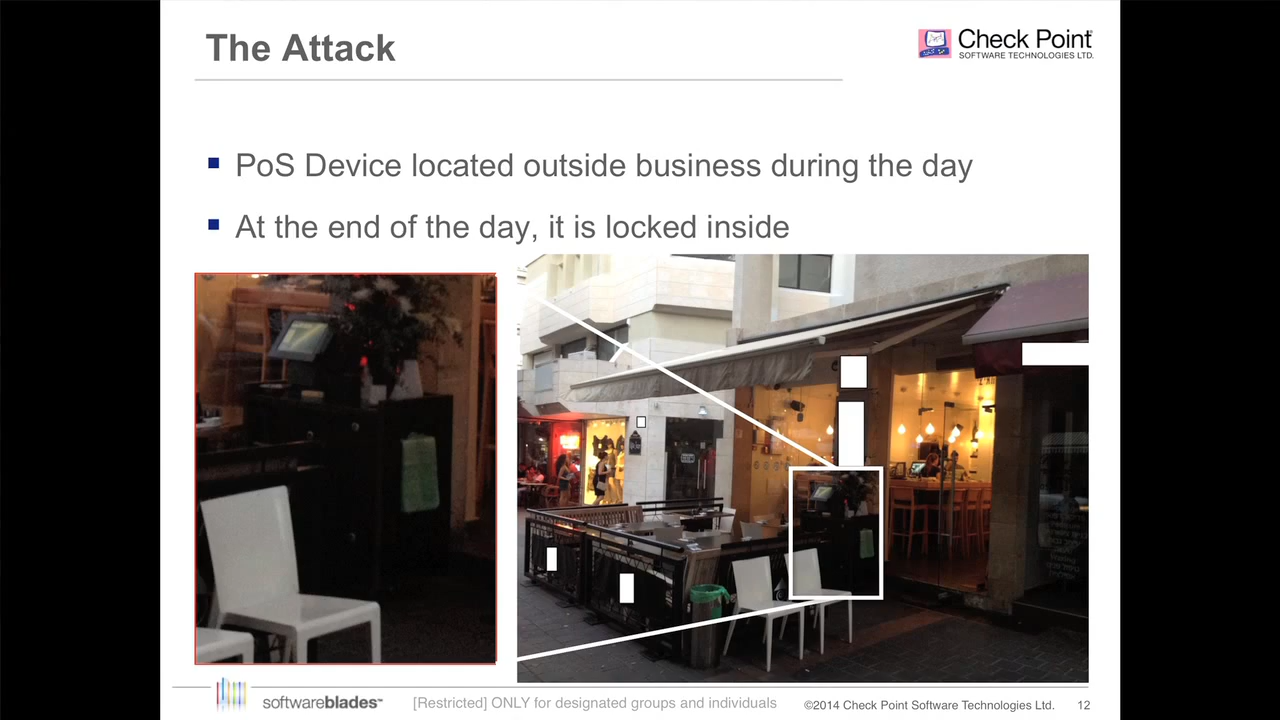 The Attack
Check Point
SOFTWARE TECHNOLOGIES LTD.
PoS Device located outside business during the day
At the end of the day, it is locked inside
softwareblades™
[Restricted] ONLY for designated groups and individuals
©2014 Check Point Software Technologies Ltd.
12